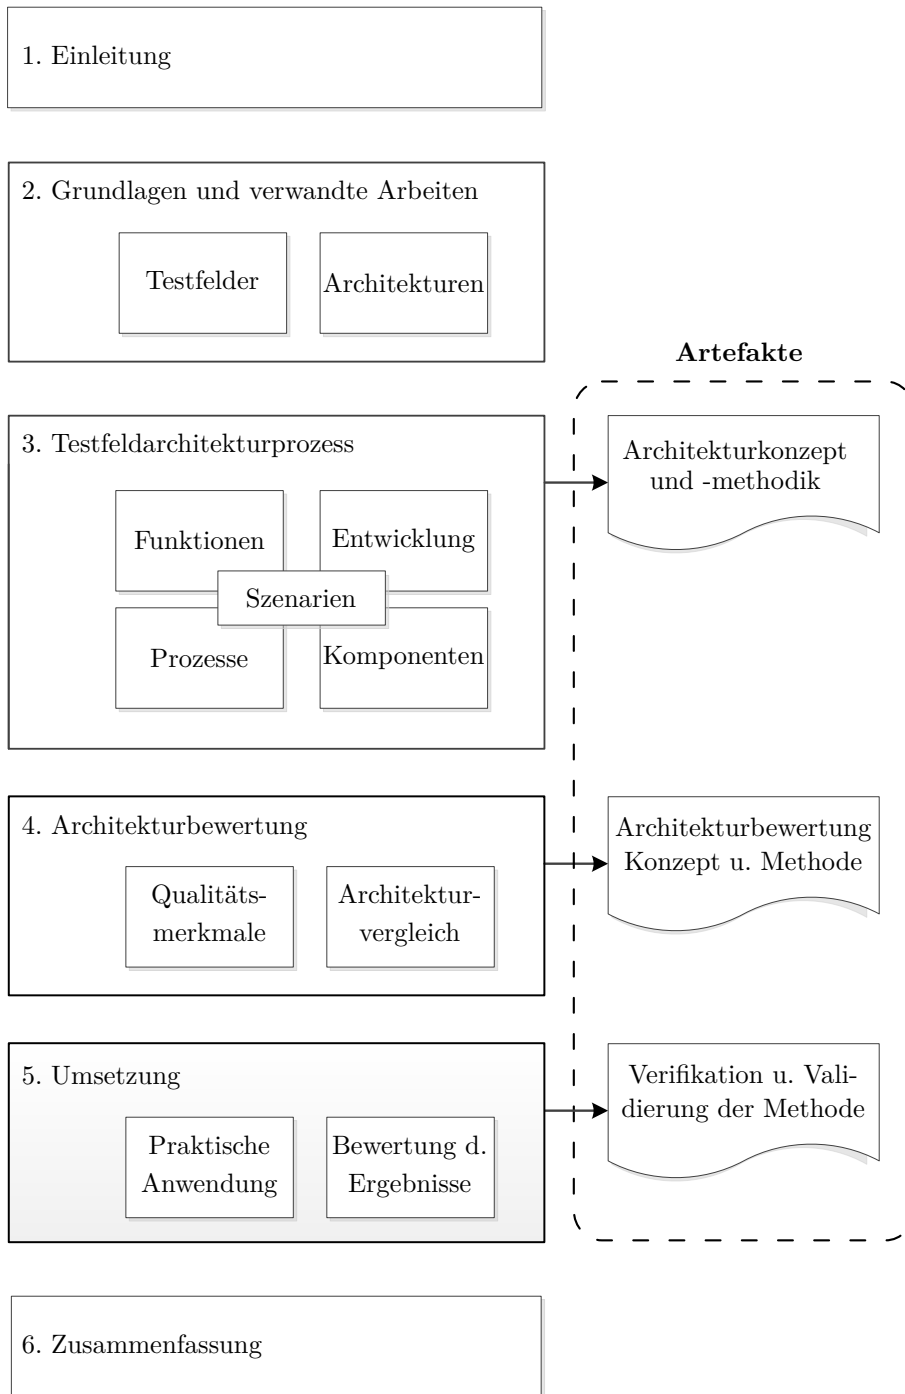 1. Einleitung
2. Grundlagen und verwandte Arbeiten
Testfelder
Architekturen
Artefakte
3. Testfeldarchitekturprozess
Funktionen
Entwicklung
Szenarien
Prozesse
Komponenten
Architekturkonzept
und -methodik
4. Architekturbewertung
Qualitäts-
merkmale
Architektur-
vergleich
Architekturbewertung
Konzept u. Methode
5. Umsetzung
Praktische
Anwendung
Bewertung d.
Ergebnisse
Verifikation u. Vali-
dierung der Methode
6. Zusammenfassung